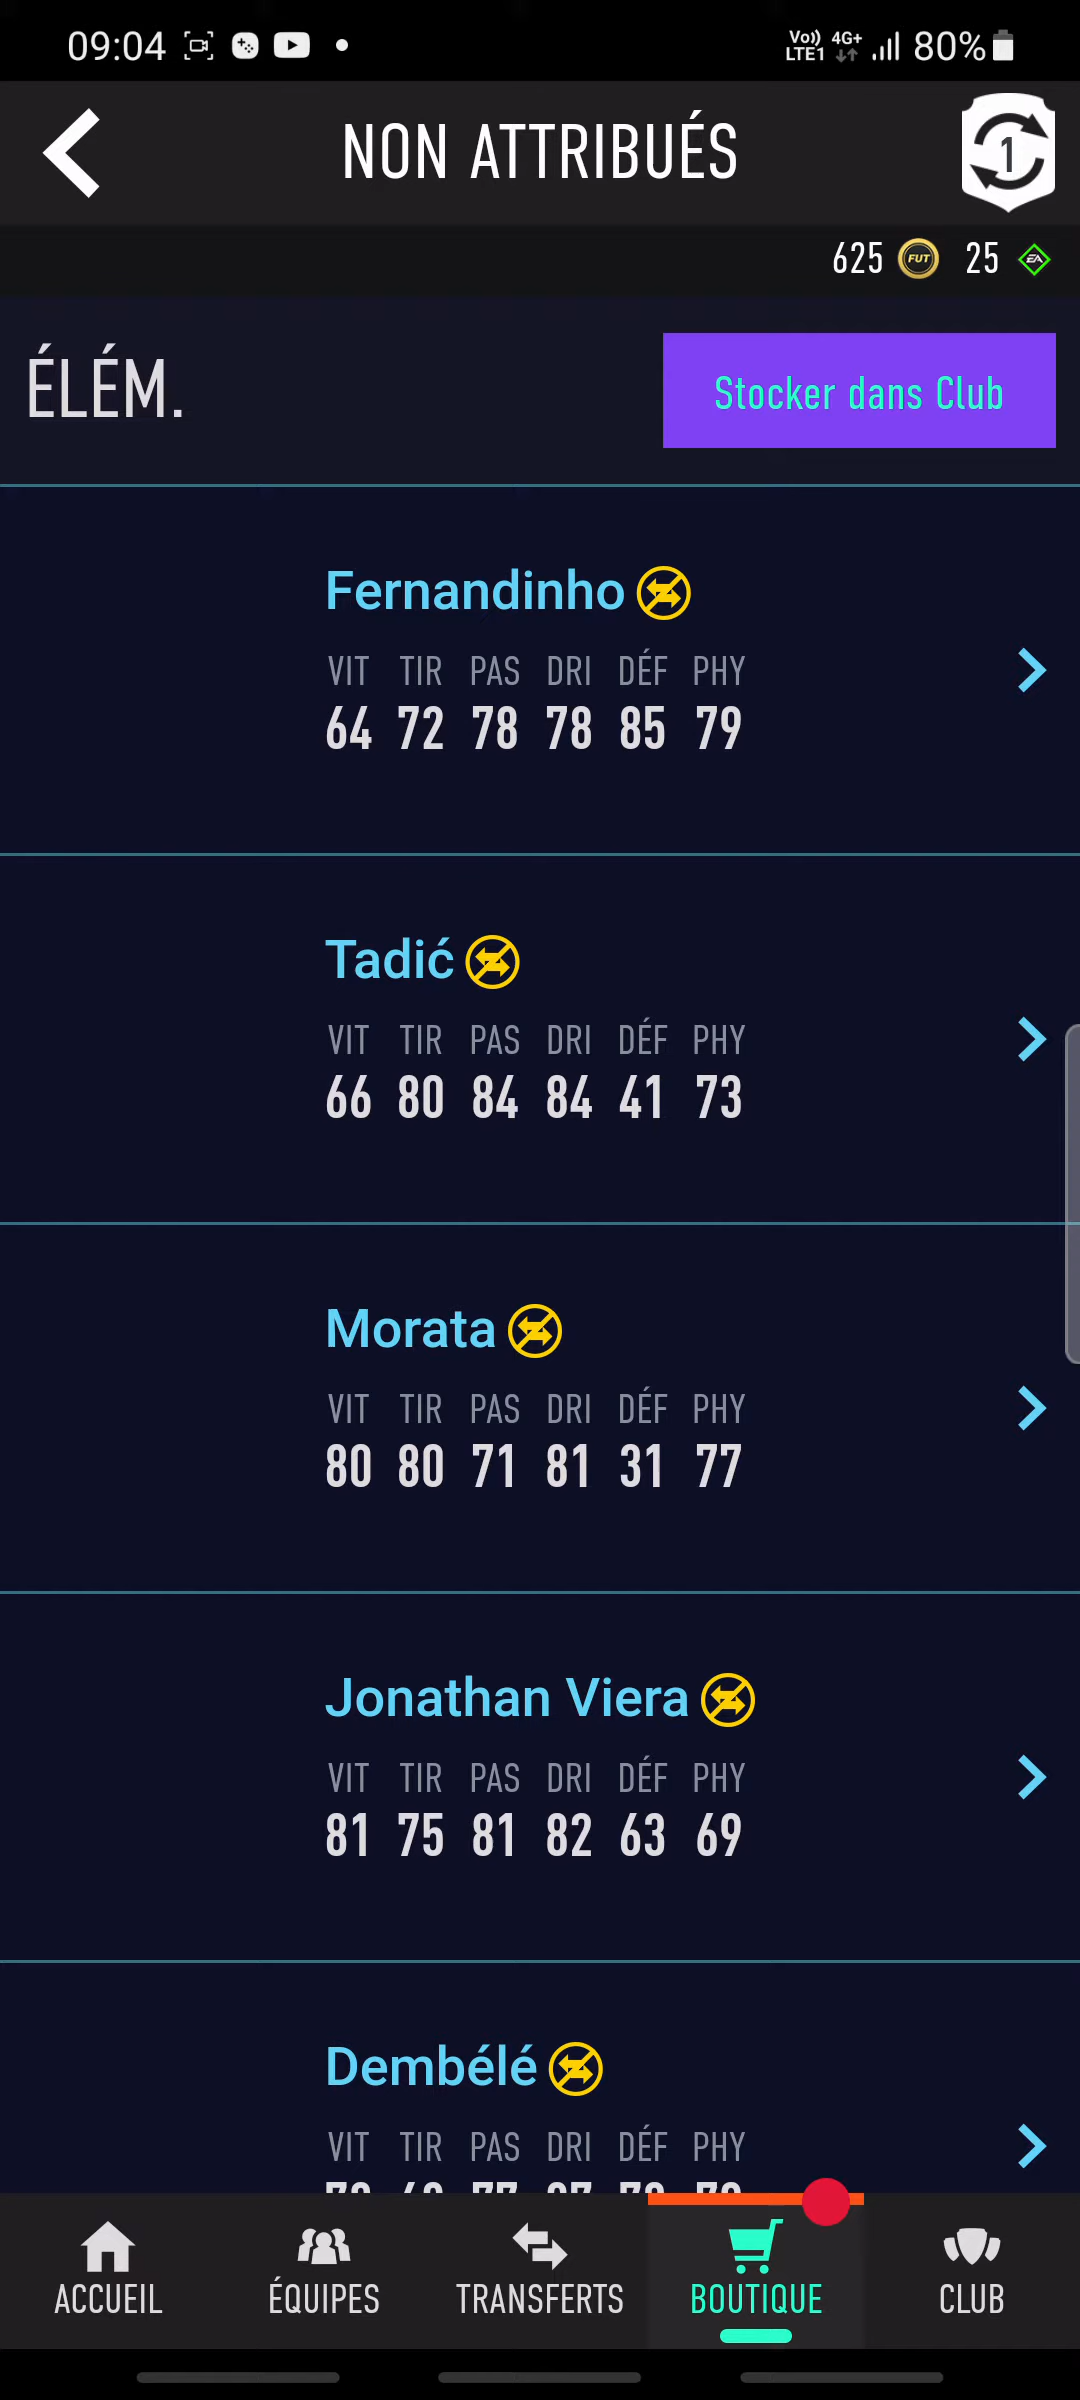 09:04 Vo)) LTE1 4G+ 80%
NON ATTRIBUÉS 1
625 FUT 25 EA
ÉLÉM. Stocker dans Club
Fernandinho
VIT TIR PAS DRI DÉF PHY
64 72 78 78 85 79
Tadić
VIT TIR PAS DRI DÉF PHY
66 80 84 84 41 73
Morata
VIT TIR PAS DRI DÉF PHY
80 80 71 81 31 77
Jonathan Viera
VIT TIR PAS DRI DÉF PHY
81 75 81 82 63 69
Dembélé
VIT TIR PAS DRI DÉF PHY
ACCUEIL ÉQUIPES TRANSFERTS BOUTIQUE CLUB